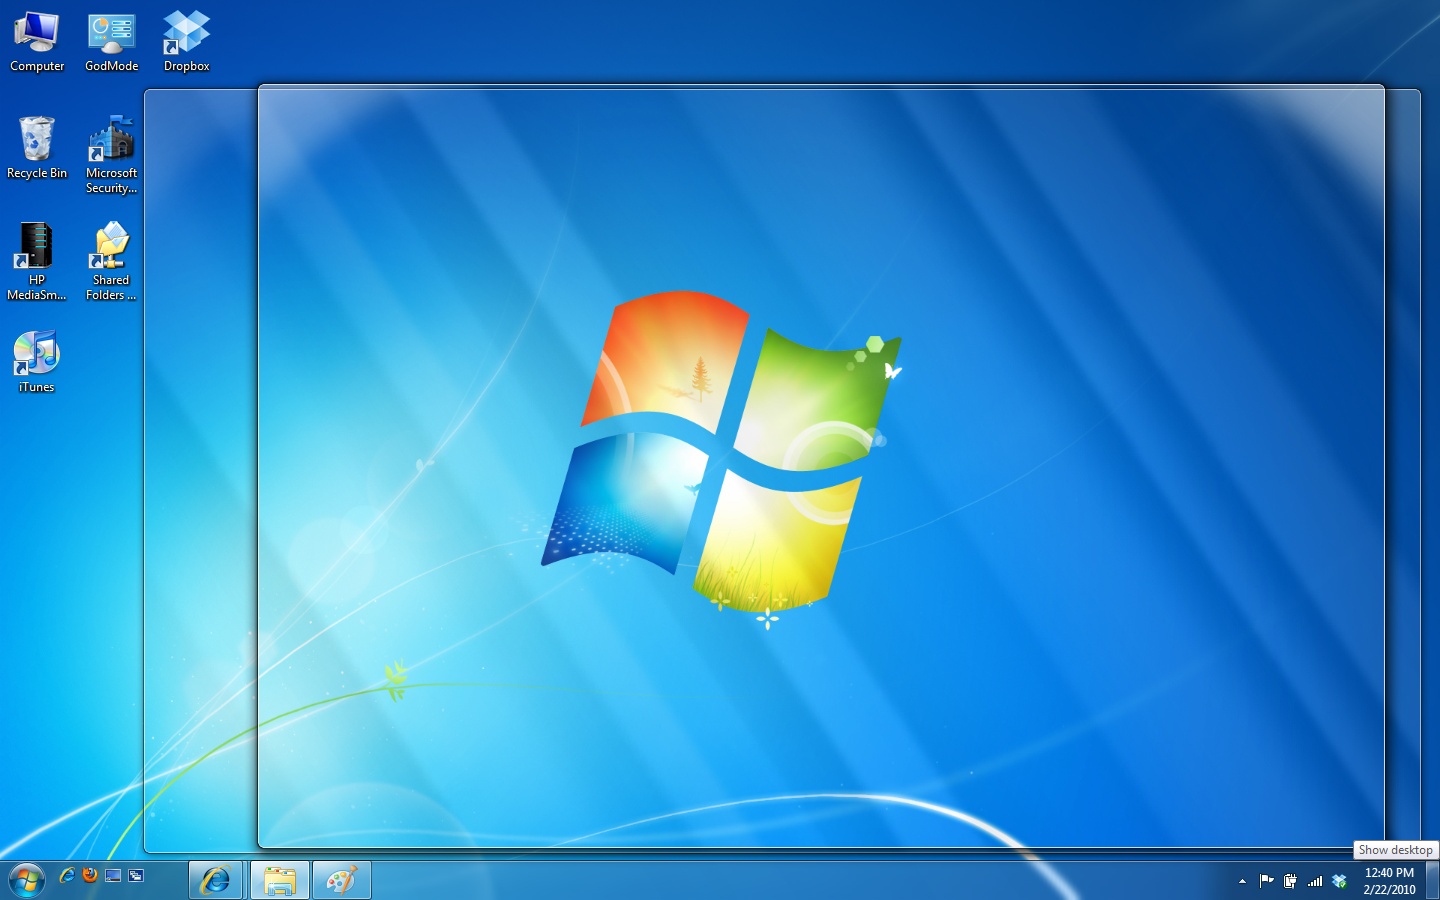 Computer
GodMode
Dropbox
Recycle Bin
Microsoft
Security...
HP
MediaSm...
Shared
Folders ...
iTunes
Show desktop
12:40 PM
2/22/2010